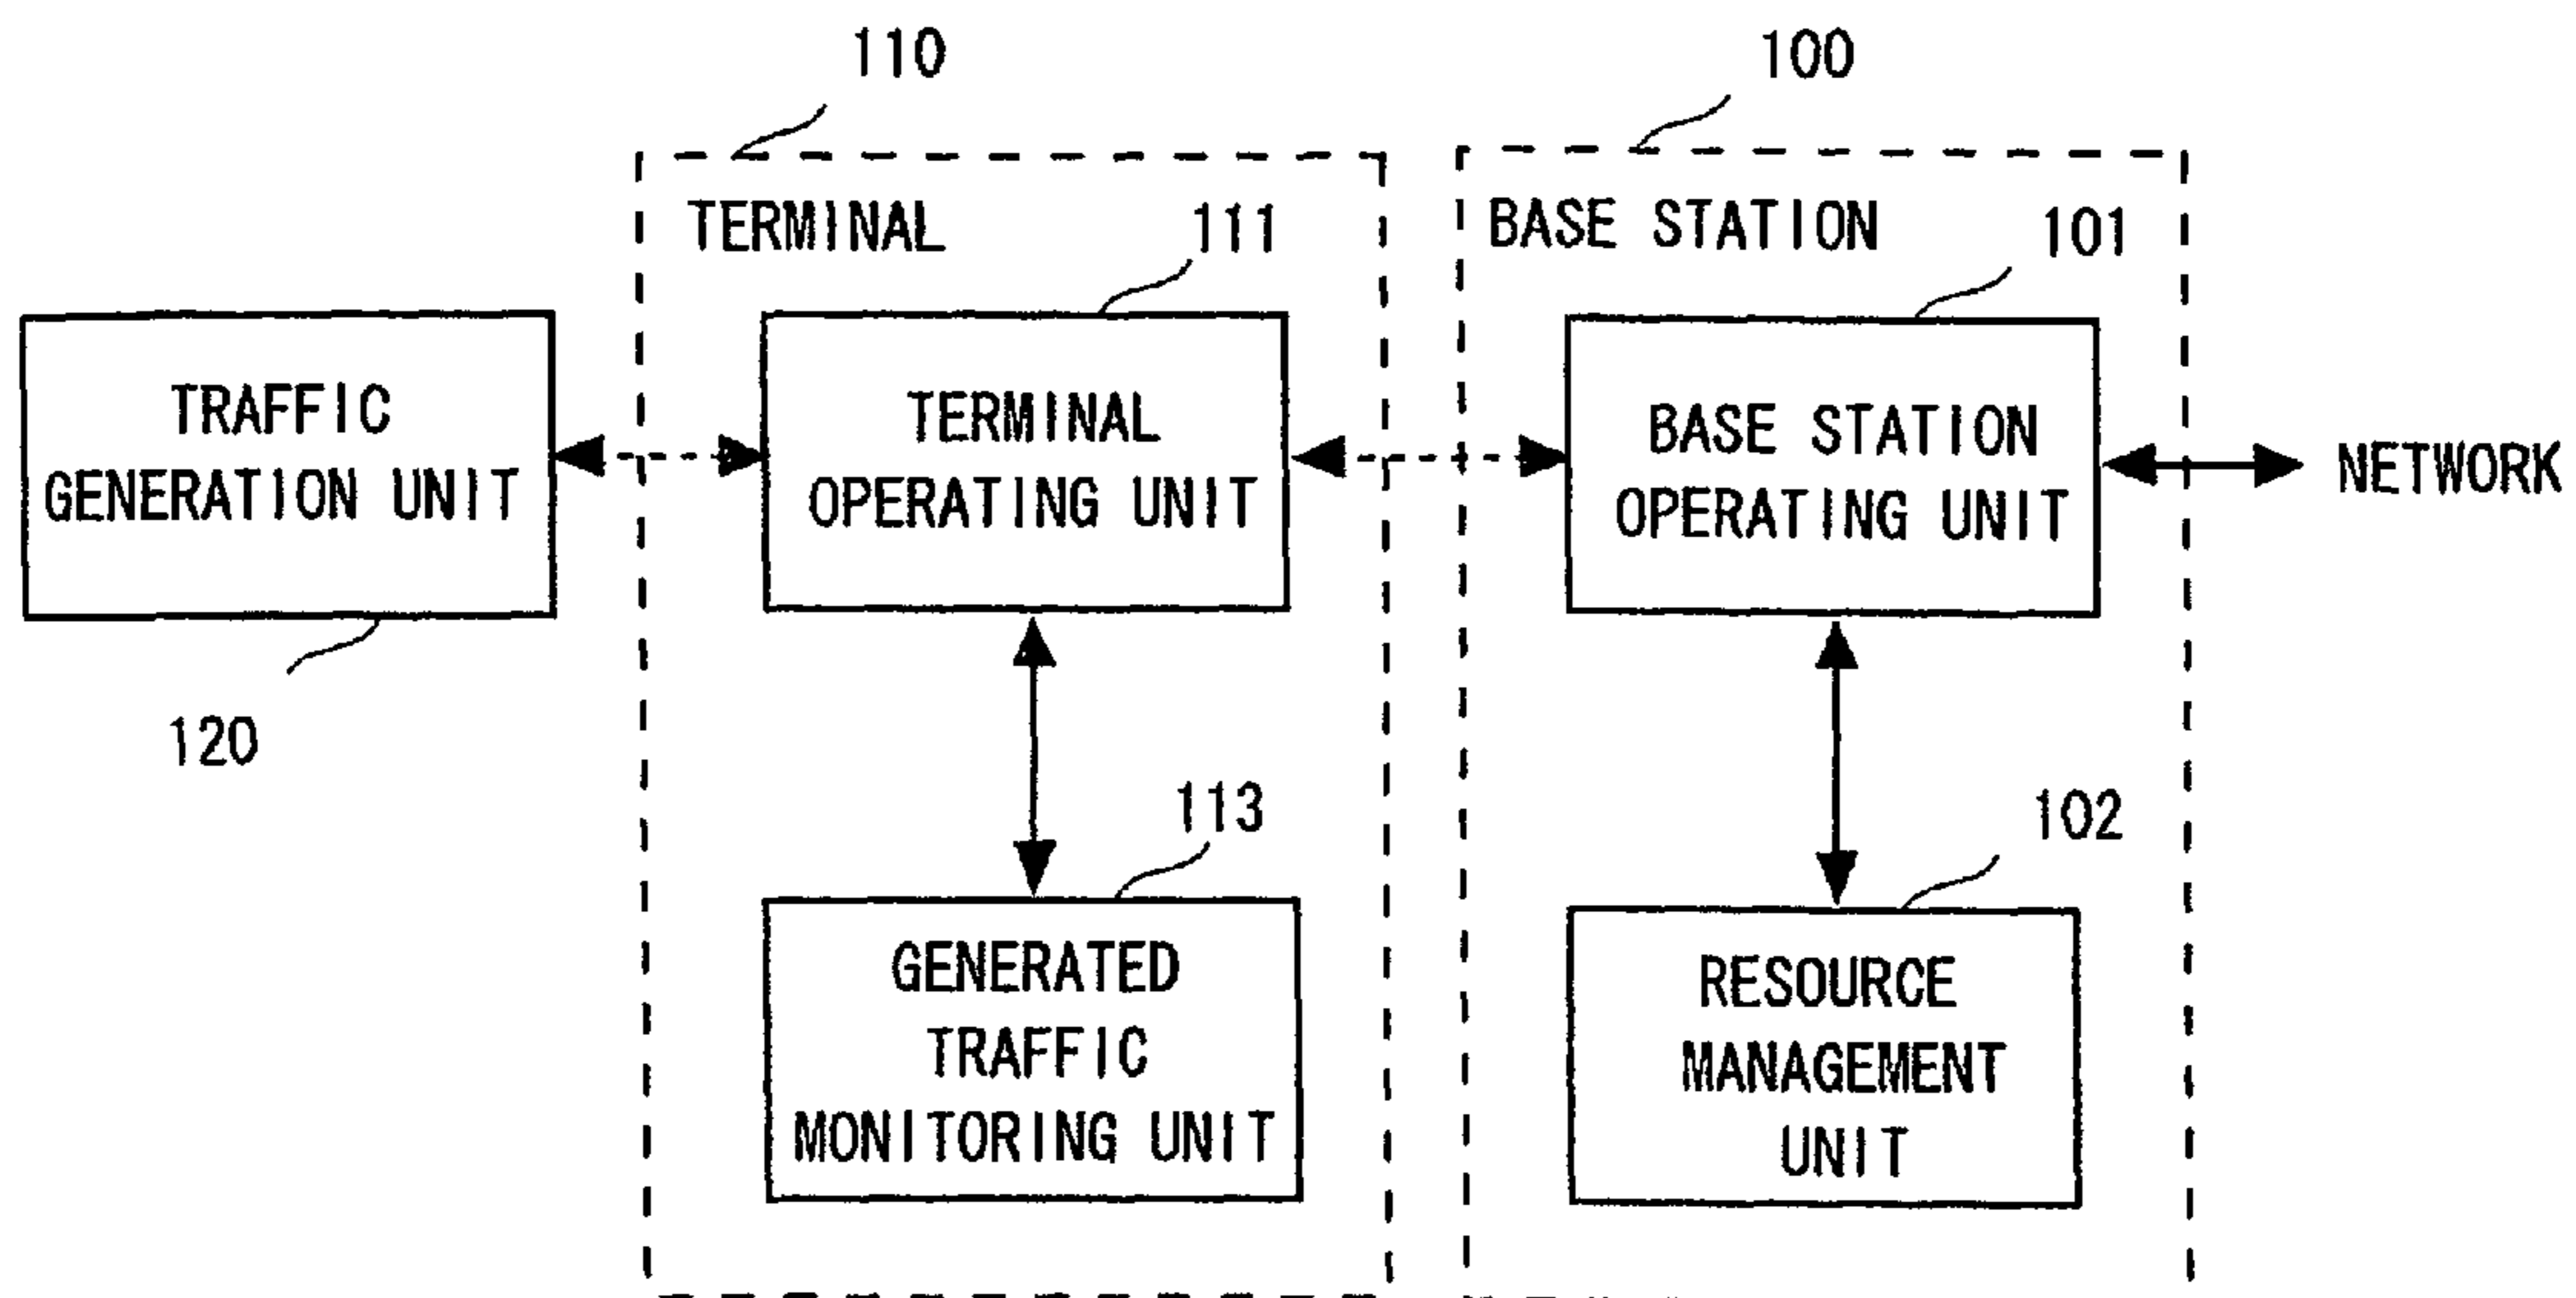 110
100
TERMINAL
111
BASE STATION
101
TRAFFIC
GENERATION UNIT
TERMINAL
OPERATING UNIT
BASE STATION
OPERATING UNIT
NETWORK
120
113
102
GENERATED
TRAFFIC
MONITORING UNIT
RESOURCE
MANAGEMENT
UNIT